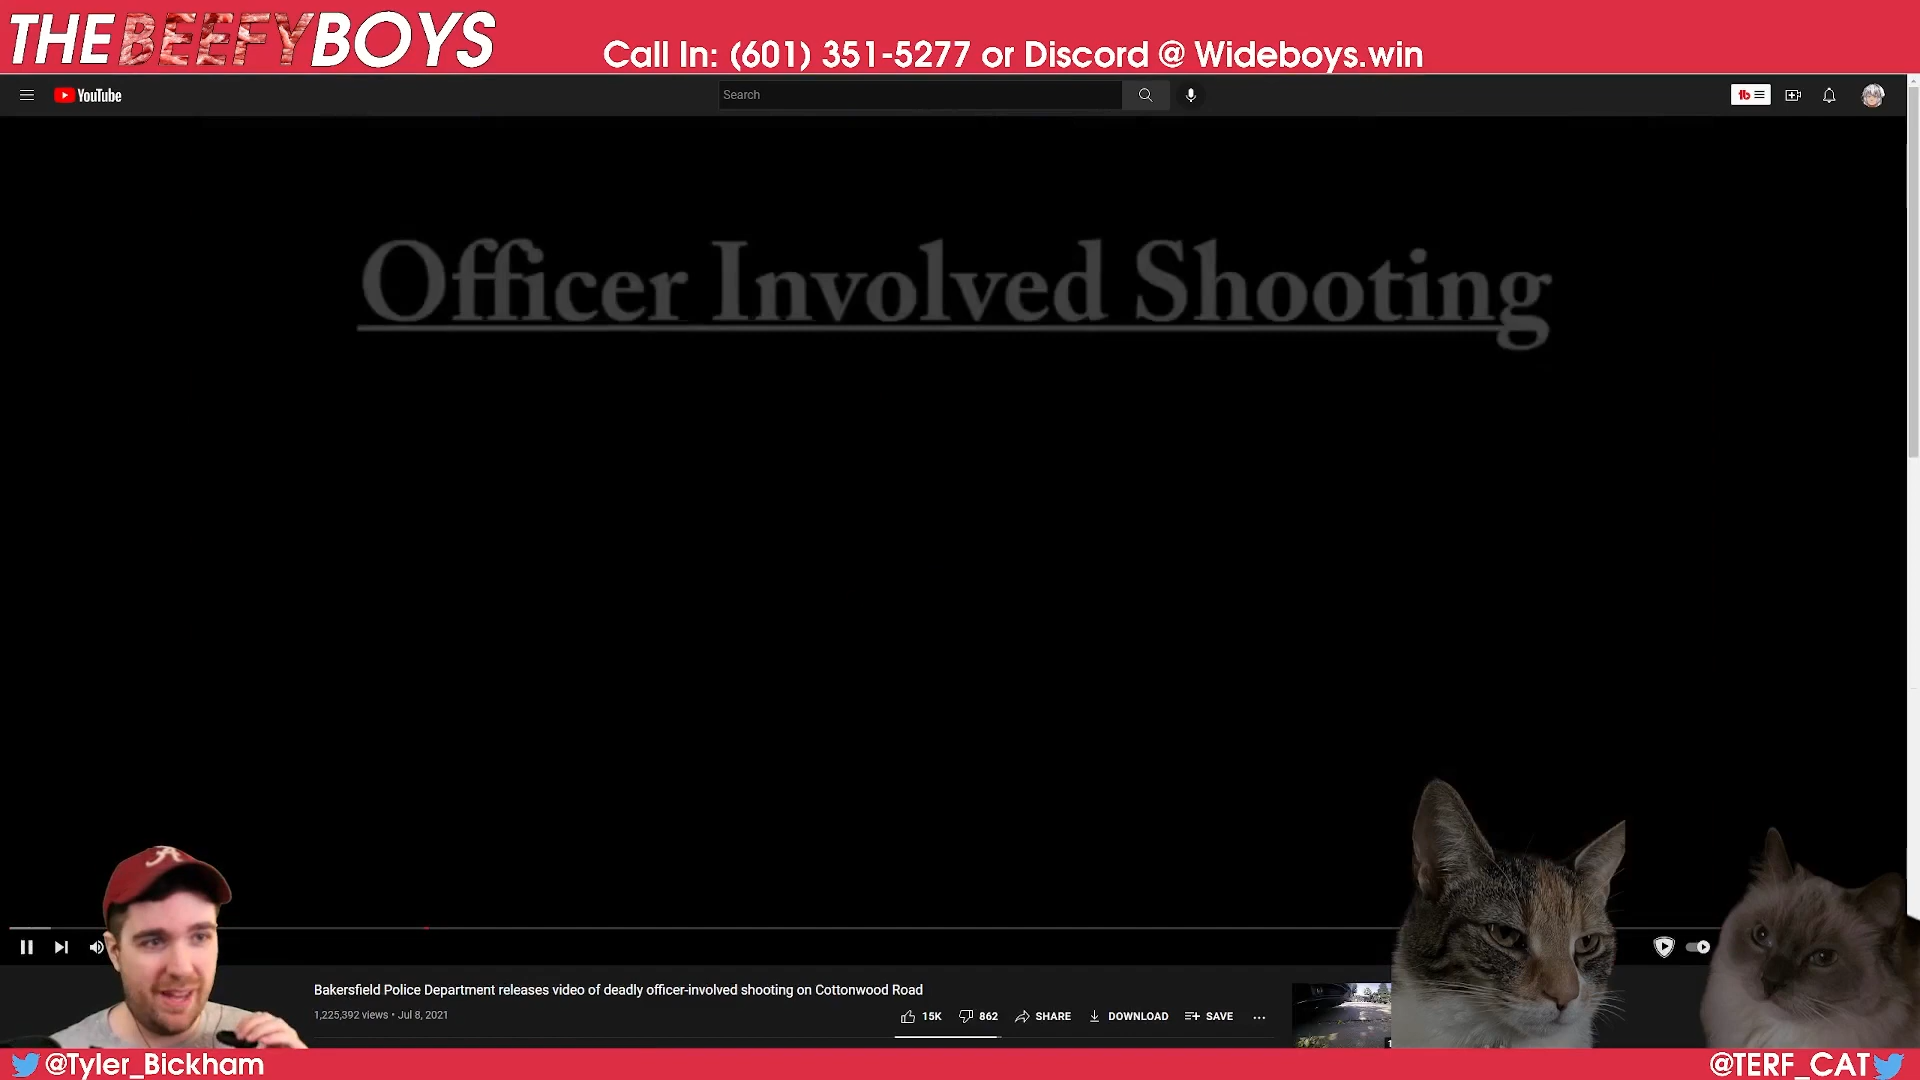 THE BEEFY BOYS
Call In: (601) 351-5277 or Discord @ Wideboys.win
YouTube
Search
Officer Involved Shooting
Bakersfield Police Department releases video of deadly officer-involved shooting on Cottonwood Road
1,225,392 views • Jul 8, 2021
15K
862
SHARE
DOWNLOAD
SAVE
@Tyler_Bickham
@TERF_CAT